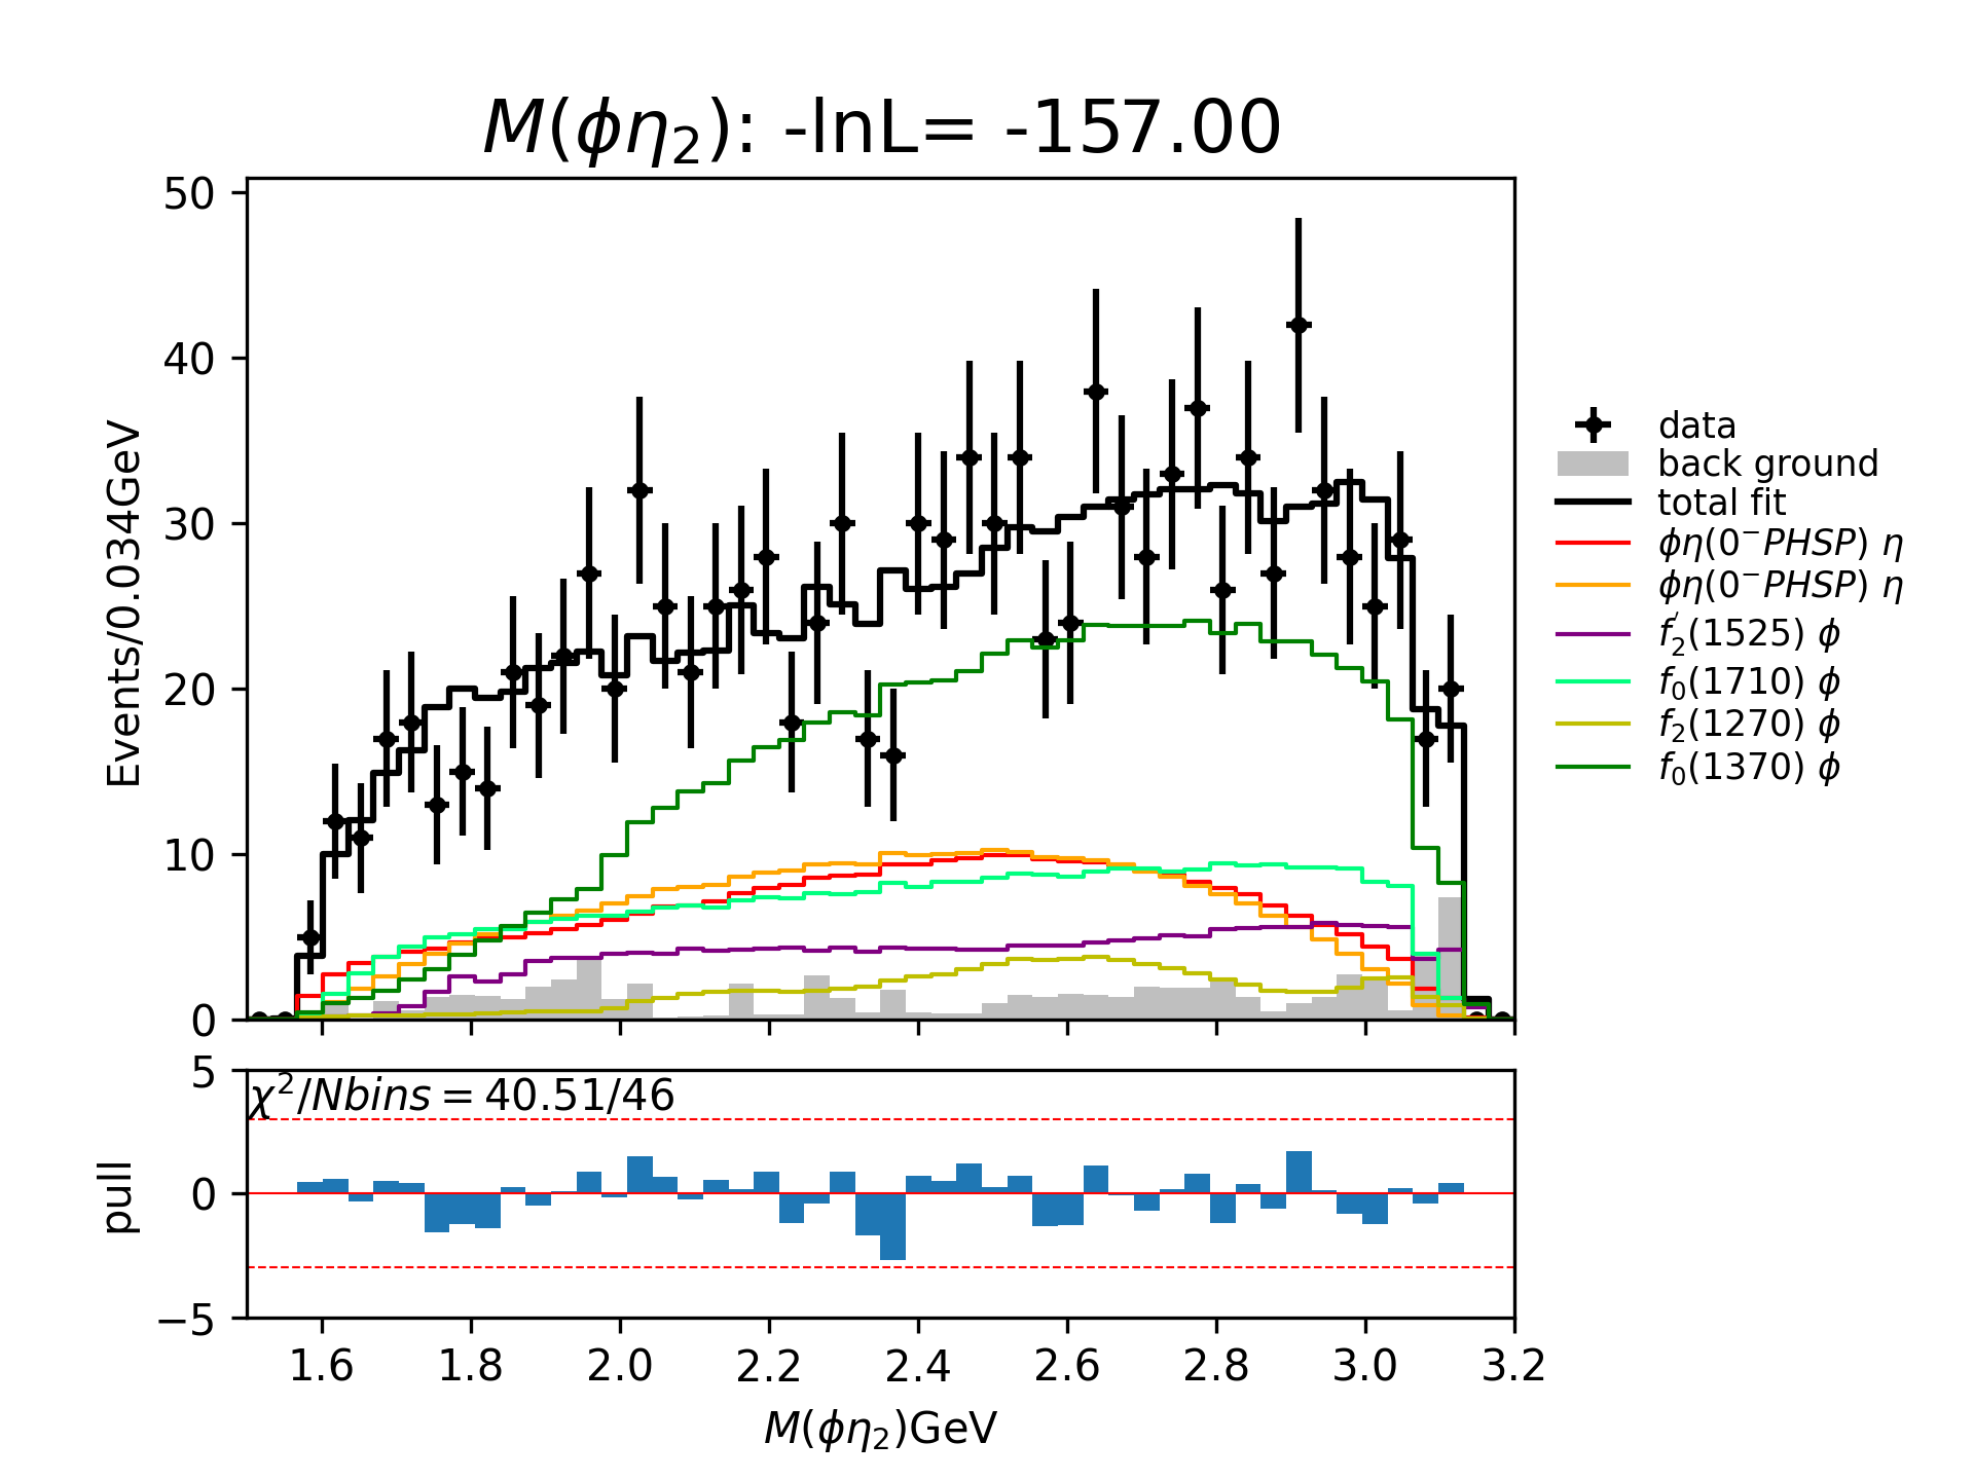 M(ϕη₂): -lnL= -157.00
50
40
30
20
10
0
Events/0.034GeV
data
back ground
total fit
ϕη(0⁻PHSP) η
ϕη(0⁻PHSP) η
f₂′(1525) ϕ
f₀(1710) ϕ
f₂(1270) ϕ
f₀(1370) ϕ
χ²/Nbins = 40.51/46
5
0
−5
pull
1.6 1.8 2.0 2.2 2.4 2.6 2.8 3.0 3.2
M(ϕη₂)GeV